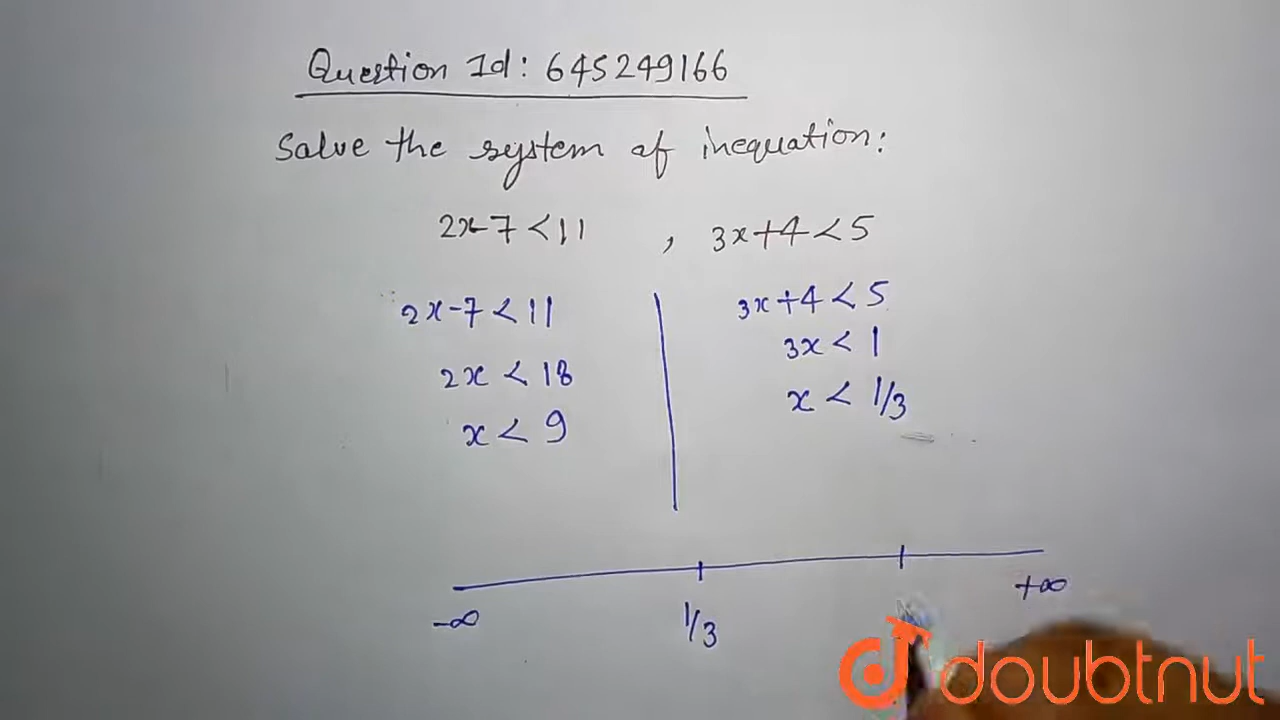 Question Id: 645249166
Solve the system of inequation:
2x-7<11 , 3x+4<5
2x-7<11
2x<18
x<9
3x+4<5
3x<1
x<1/3
-∞ 1/3 +∞
doubtnut